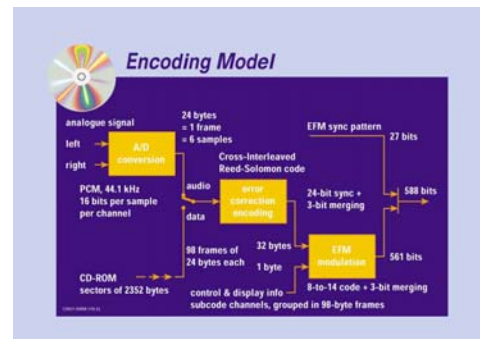 Encoding Model
analogue signal
left
right
A/D
conversion
24 bytes
= 1 frame
= 6 samples
EFM sync pattern
27 bits
Cross-Interleaved
Reed-Solomon code
PCM, 44.1 kHz
16 bits per sample
per channel
audio
data
error
correction
encoding
24-bit sync +
3-bit merging
588 bits
98 frames of
24 bytes each
32 bytes
1 byte
EFM
modulation
561 bits
CD-ROM
sectors of 2352 bytes
8-to-14 code + 3-bit merging
control & display info
subcode channels, grouped in 98-byte frames